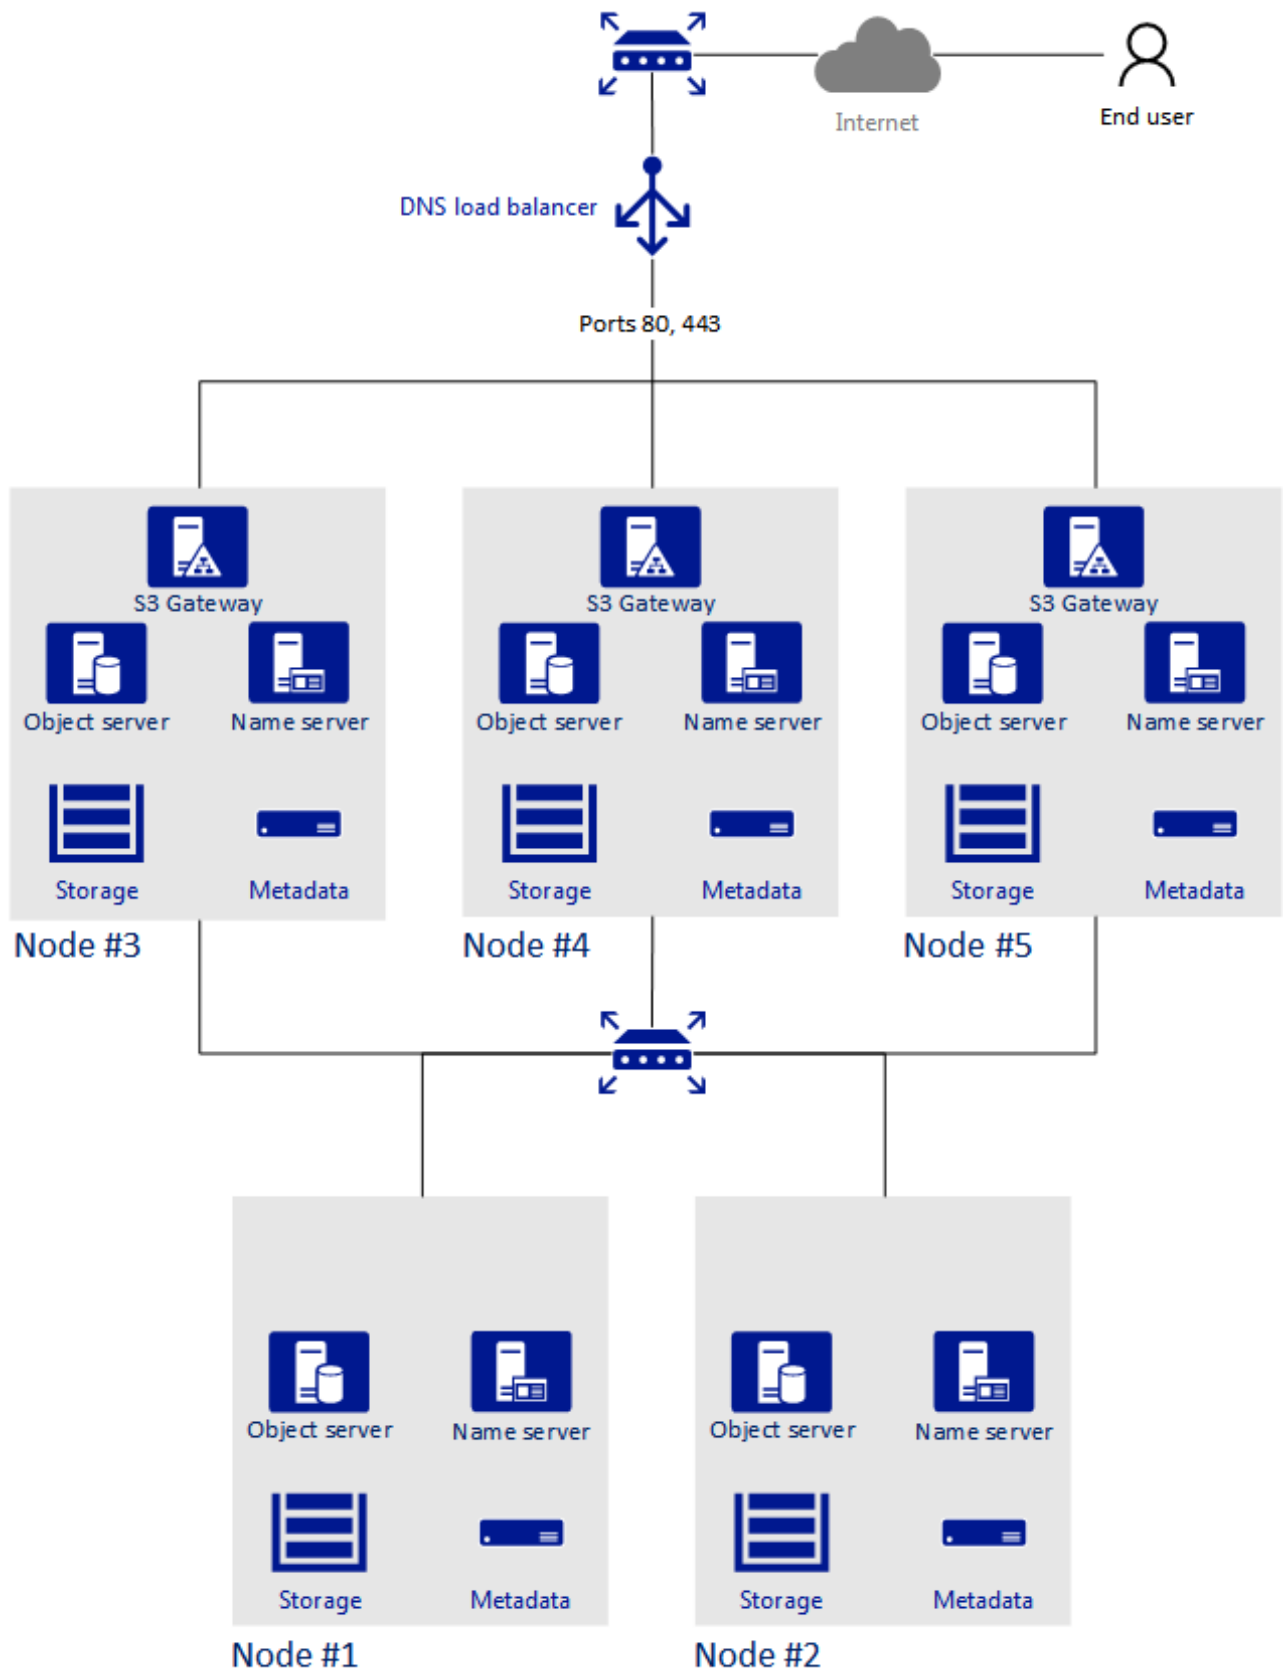 Internet
End user
DNS load balancer
Ports 80, 443
S3 Gateway
S3 Gateway
S3 Gateway
Object server
Name server
Object server
Name server
Object server
Name server
Storage
Metadata
Storage
Metadata
Storage
Metadata
Node #3
Node #4
Node #5
Object server
Name server
Object server
Name server
Storage
Metadata
Storage
Metadata
Node #1
Node #2